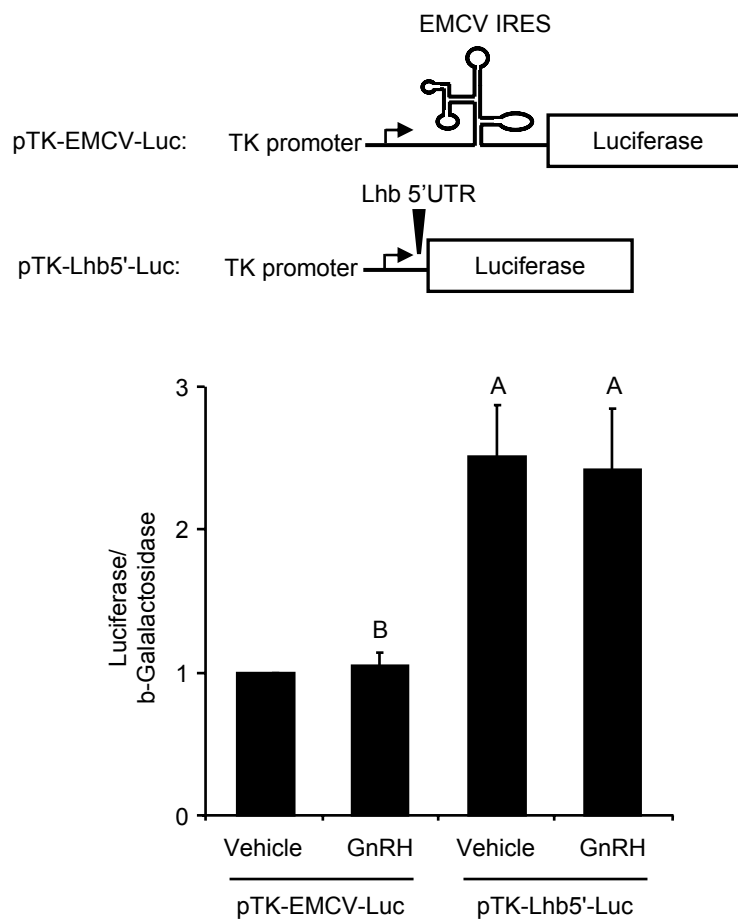 EMCV IRES
pTK-EMCV-Luc: TK promoter Luciferase
Lhb 5'UTR
pTK-Lhb5'-Luc: TK promoter Luciferase
Luciferase/
b-Galalactosidase
3
2
1
0
A A
B
Vehicle GnRH Vehicle GnRH
pTK-EMCV-Luc pTK-Lhb5'-Luc